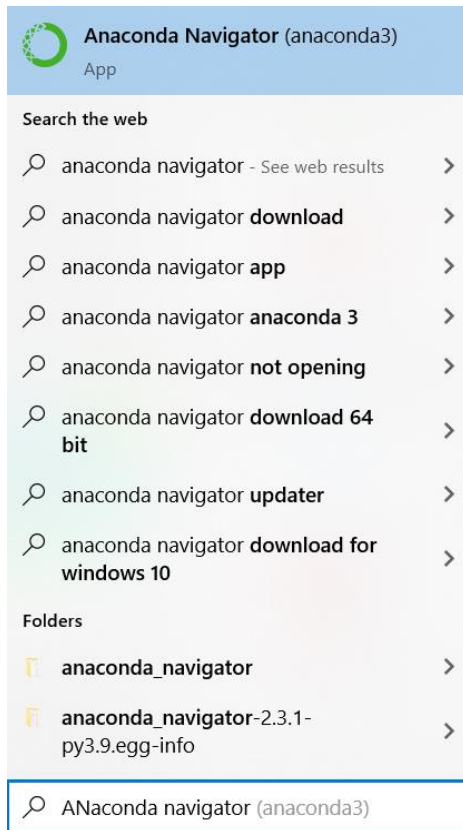 Anaconda Navigator (anaconda3)
App
Search the web
anaconda navigator - See web results
anaconda navigator download
anaconda navigator app
anaconda navigator anaconda 3
anaconda navigator not opening
anaconda navigator download 64
bit
anaconda navigator updater
anaconda navigator download for
windows 10
Folders
anaconda_navigator
anaconda_navigator-2.3.1-
py3.9.egg-info
ANaconda navigator (anaconda3)